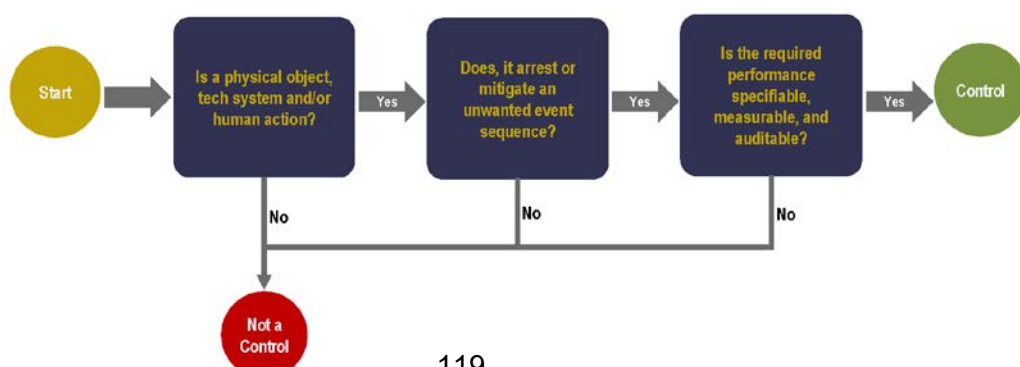 Start
Is a physical object,
tech system and/or
human action?
Yes
Does, it arrest or
mitigate an
unwanted event
sequence?
Yes
Is the required
performance
specifiable,
measurable, and
auditable?
Yes
Control
No
No
No
Not a
Control
119